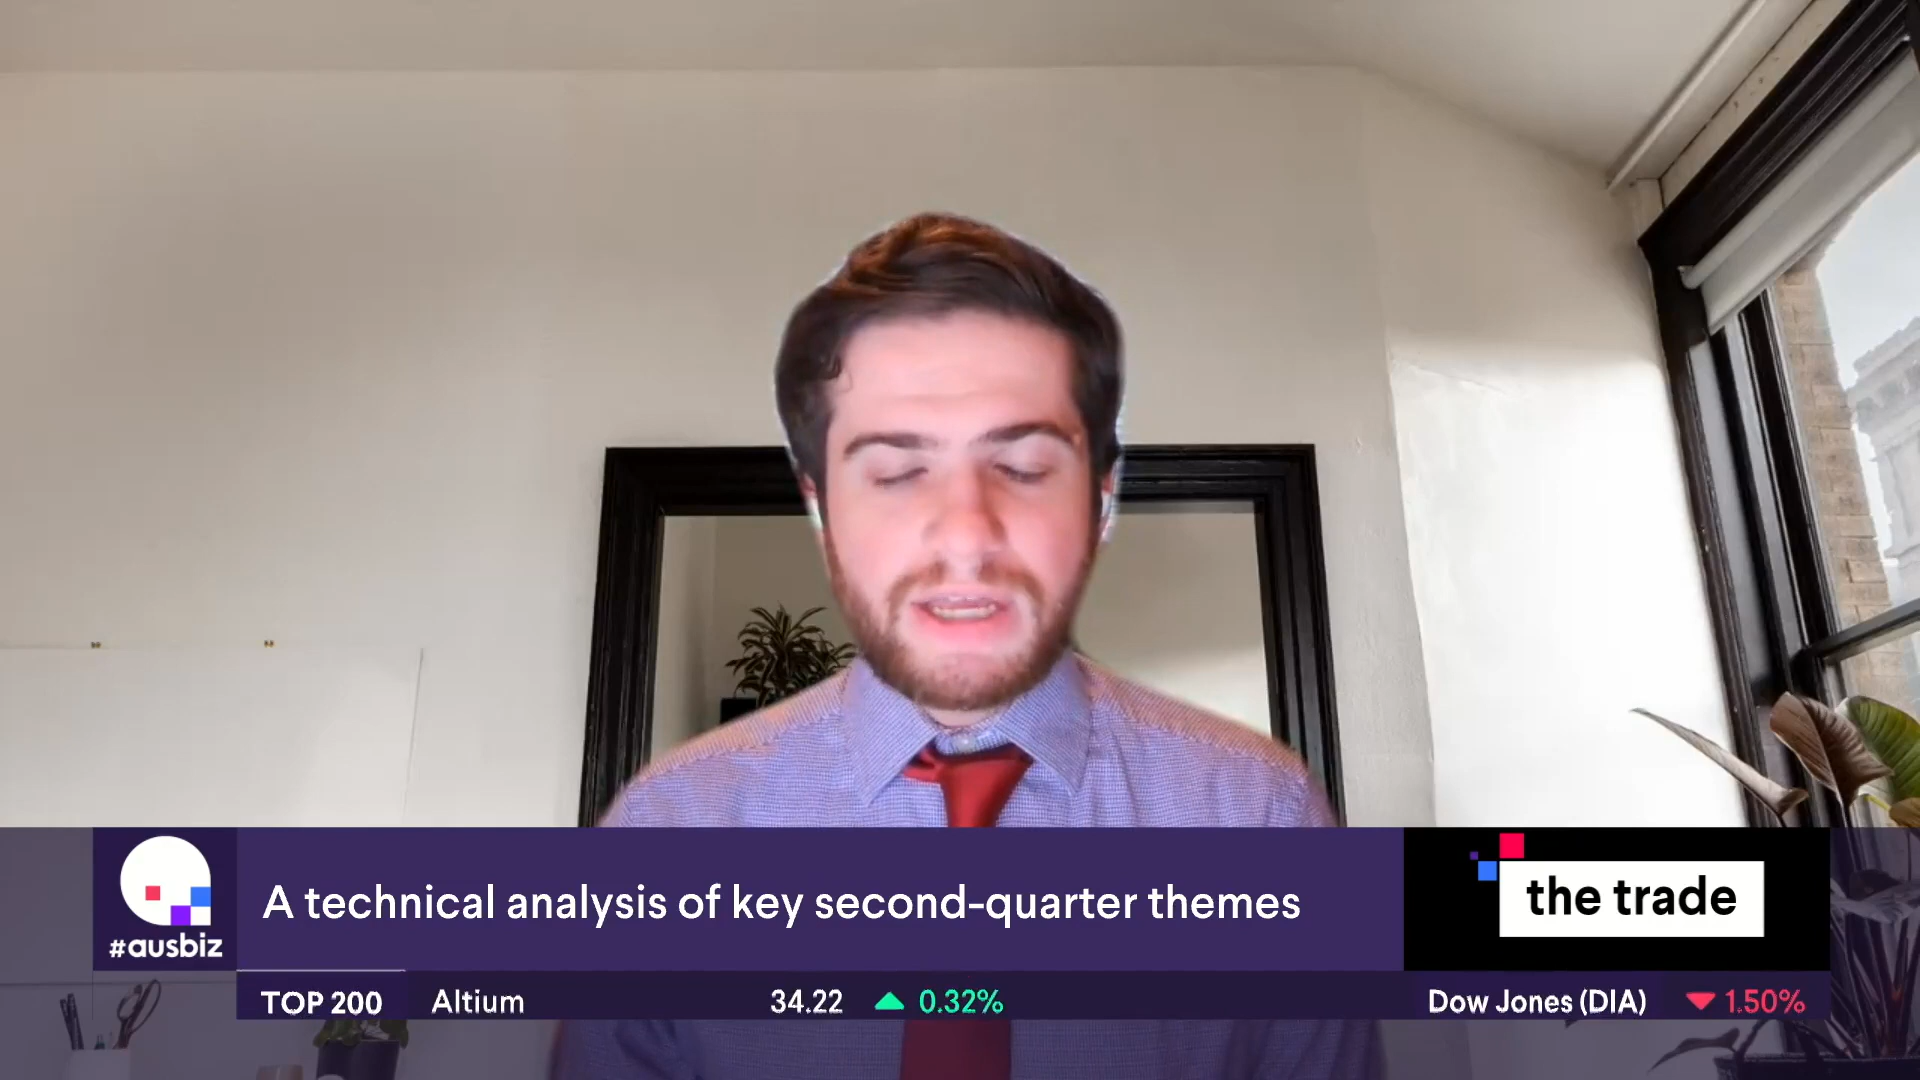 A technical analysis of key second-quarter themes
the trade
#ausbiz
TOP 200 Altium 34.22 0.32% Dow Jones (DIA) 1.50%